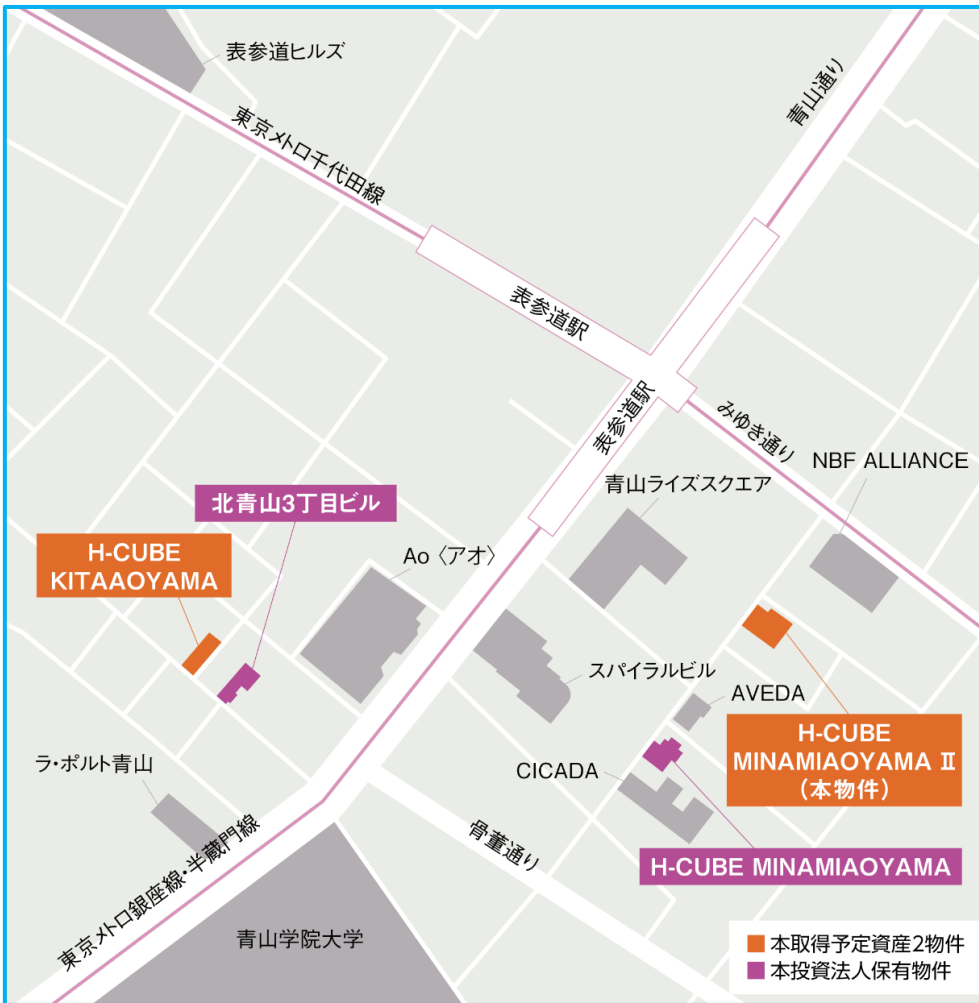 表参道ヒルズ
青山通り
東京メトロ千代田線
表参道駅
表参道駅
みゆき通り
NBF ALLIANCE
青山ライズスクエア
北青山3丁目ビル
H-CUBE
KITAAOYAMA
Ao〈アオ〉
スパイラルビル
AVEDA
H-CUBE
MINAMIAOYAMA Ⅱ
（本物件）
CICADA
ラ・ポルト青山
骨董通り
H-CUBE MINAMIAOYAMA
東京メトロ銀座線・半蔵門線
青山学院大学
本取得予定資産2物件
本投資法人保有物件